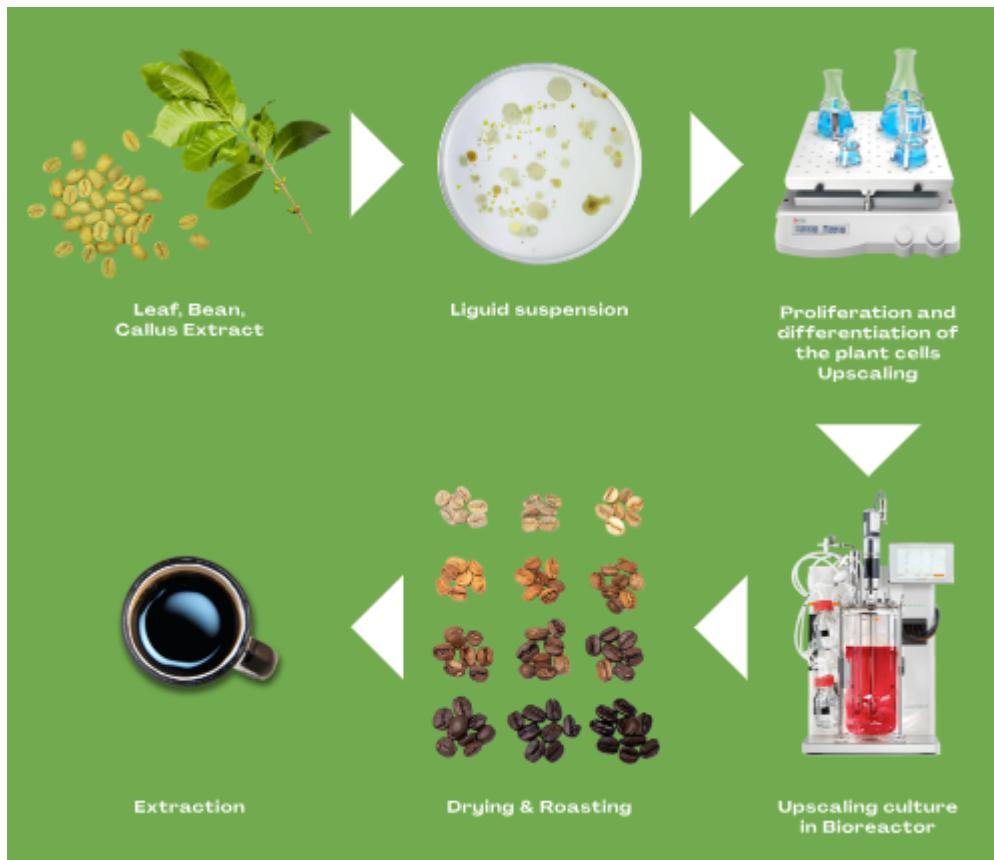 Leaf, Bean,
Callus Extract
Liguid suspension
Proliferation and
differentiation of
the plant cells
Upscaling
Extraction
Drying & Roasting
Upscaling culture
in Bioreactor